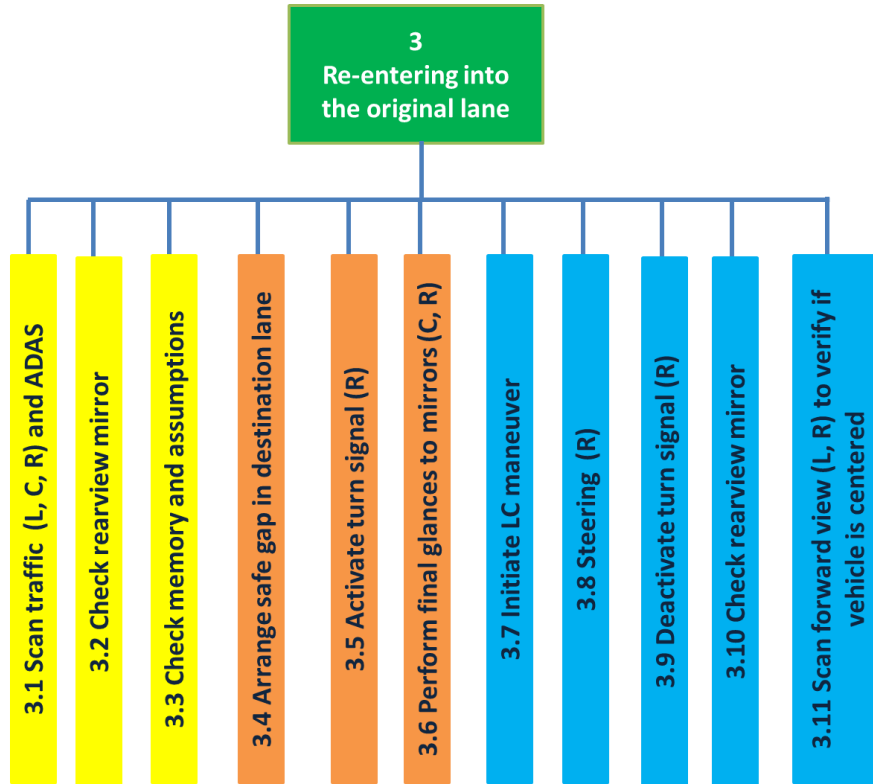 3
Re-entering into
the original lane
3.1 Scan traffic (L, C, R) and ADAS
3.2 Check rearview mirror
3.3 Check memory and assumptions
3.4 Arrange safe gap in destination lane
3.5 Activate turn signal (R)
3.6 Perform final glances to mirrors (C, R)
3.7 Initiate LC maneuver
3.8 Steering (R)
3.9 Deactivate turn signal (R)
3.10 Check rearview mirror
3.11 Scan forward view (L, R) to verify if
vehicle is centered